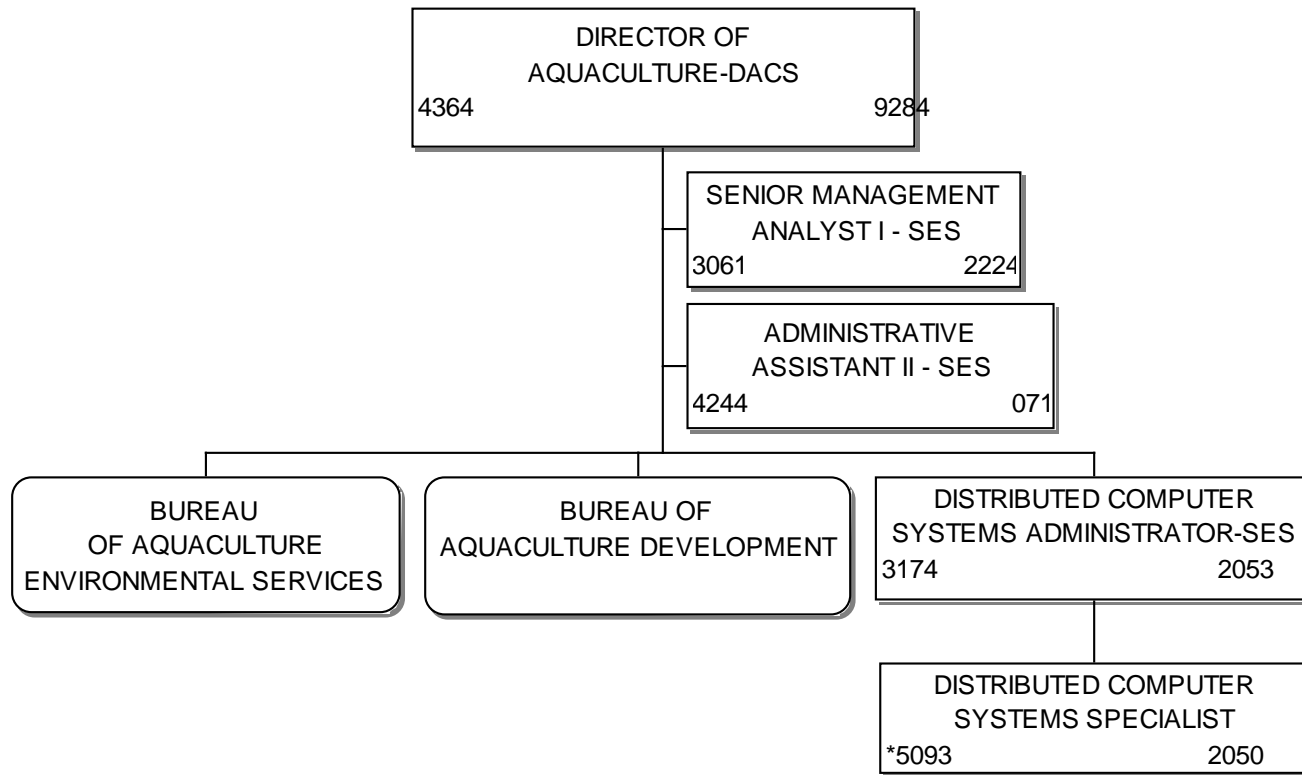 DIRECTOR OF
AQUACULTURE-DACS
4364 9284
SENIOR MANAGEMENT
ANALYST I - SES
3061 2224
ADMINISTRATIVE
ASSISTANT II - SES
4244 071
BUREAU
OF AQUACULTURE
ENVIRONMENTAL SERVICES
BUREAU OF
AQUACULTURE DEVELOPMENT
DISTRIBUTED COMPUTER
SYSTEMS ADMINISTRATOR-SES
3174 2053
DISTRIBUTED COMPUTER
SYSTEMS SPECIALIST
*5093 2050